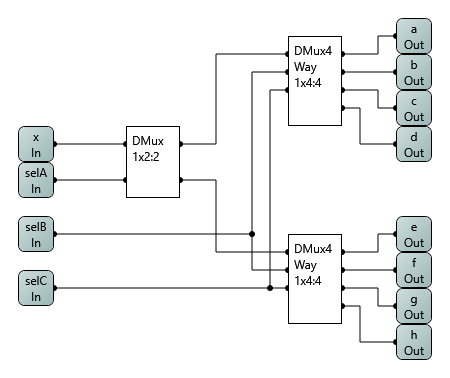 a
Out
b
Out
c
Out
d
Out
DMux4
Way
1x4:4
x
In
selA
In
DMux
1x2:2
selB
In
selC
In
DMux4
Way
1x4:4
e
Out
f
Out
g
Out
h
Out